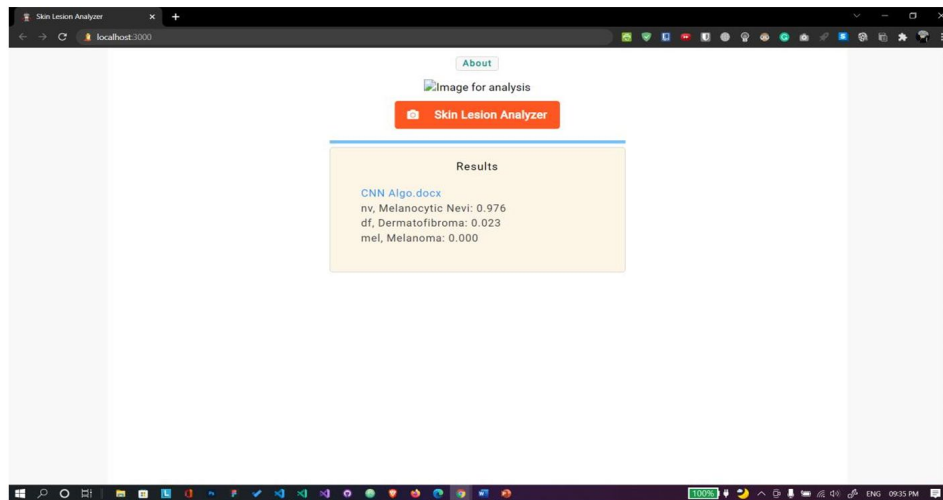 Skin Lesion Analyzer
localhost:3000
About
Image for analysis
Skin Lesion Analyzer
Results
CNN Algo.docx
nv, Melanocytic Nevi: 0.976
df, Dermatofibroma: 0.023
mel, Melanoma: 0.000
100%
ENG 09:35 PM